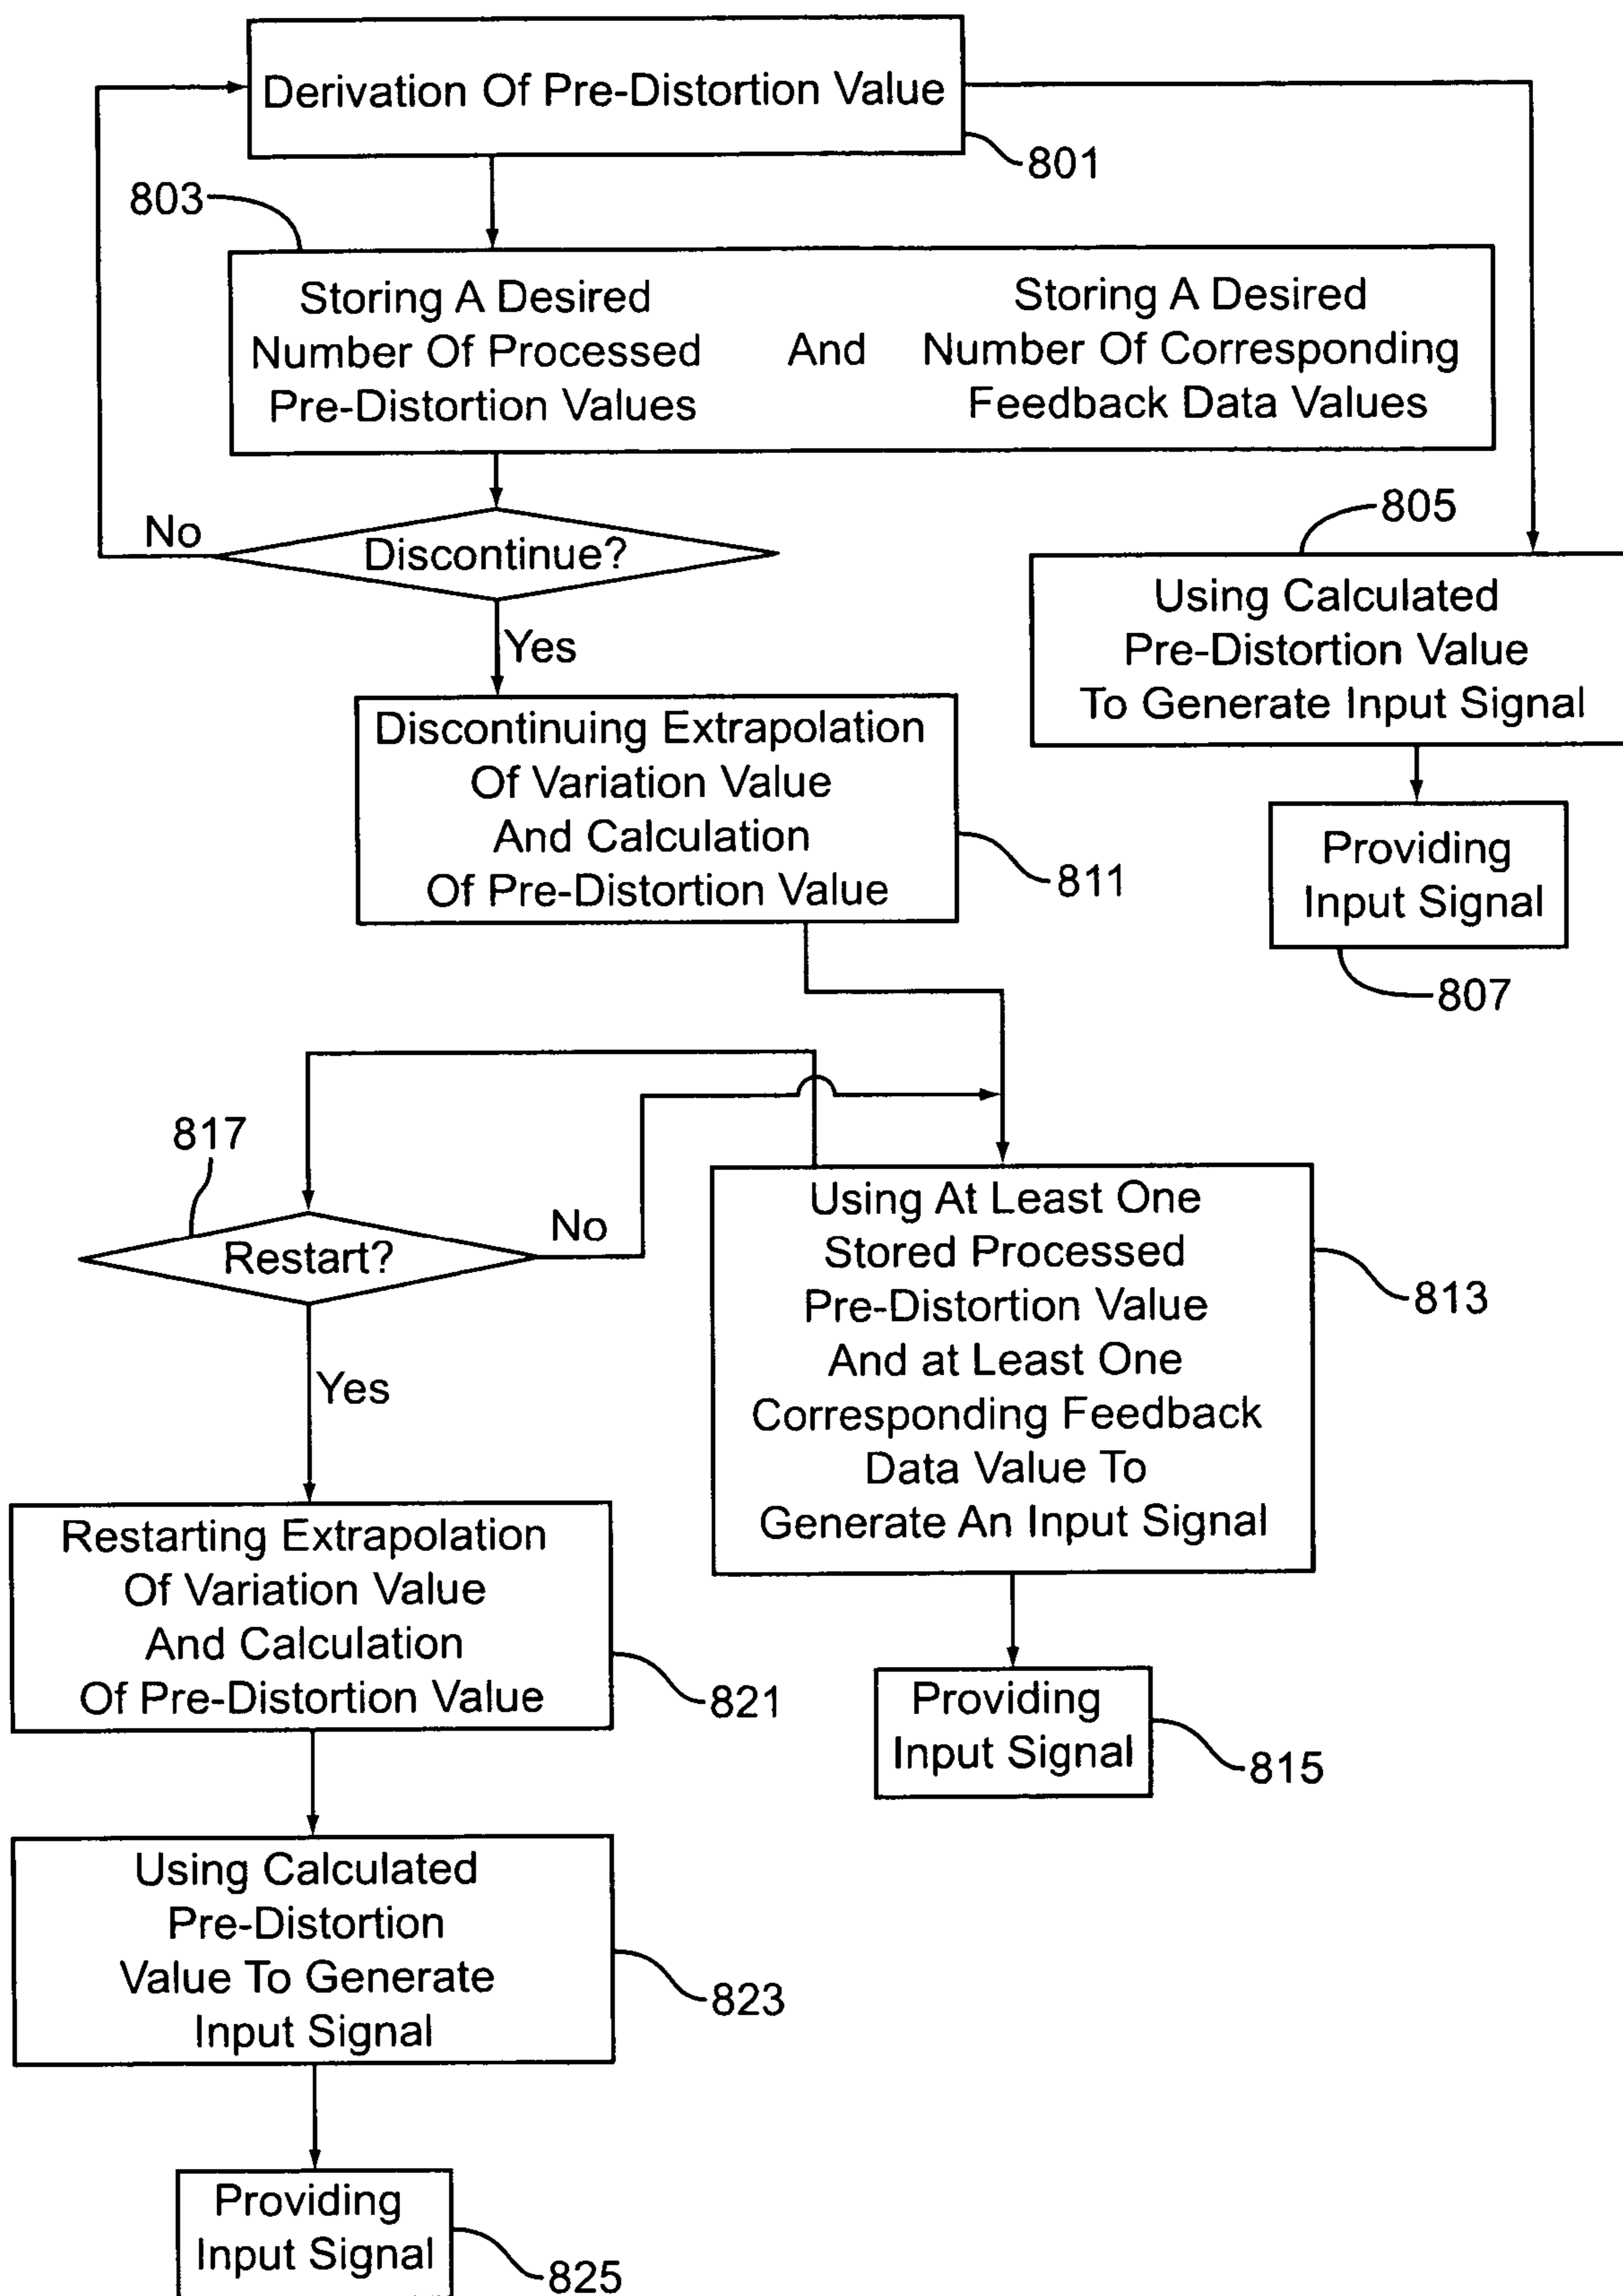 Derivation Of Pre-Distortion Value
801
803
Storing A Desired
Number Of Processed
Pre-Distortion Values
And
Storing A Desired
Number Of Corresponding
Feedback Data Values
No
Discontinue?
Yes
805
Using Calculated
Pre-Distortion Value
To Generate Input Signal
Discontinuing Extrapolation
Of Variation Value
And Calculation
Of Pre-Distortion Value
811
Providing
Input Signal
807
817
Restart?
No
Yes
Using At Least One
Stored Processed
Pre-Distortion Value
And at Least One
Corresponding Feedback
Data Value To
Generate An Input Signal
813
Restarting Extrapolation
Of Variation Value
And Calculation
Of Pre-Distortion Value
821
Providing
Input Signal
815
Using Calculated
Pre-Distortion
Value To Generate
Input Signal
823
Providing
Input Signal
825